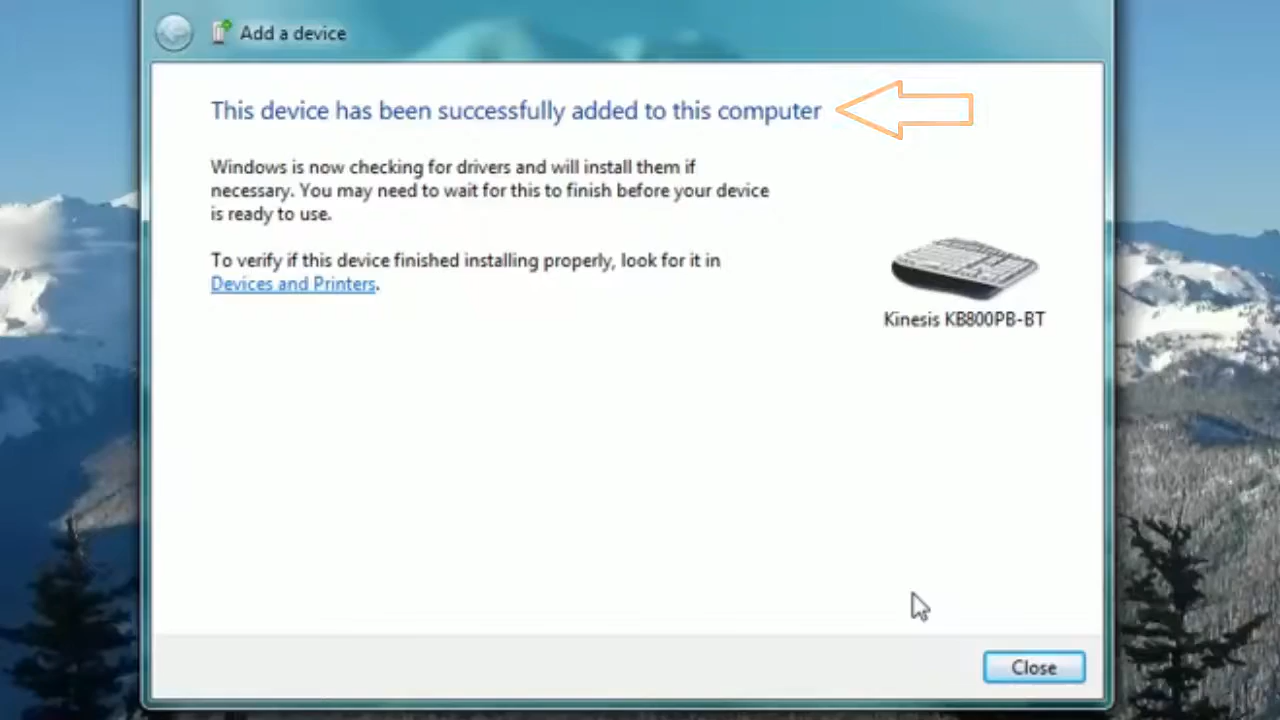 Add a device
This device has been successfully added to this computer
Windows is now checking for drivers and will install them if
necessary. You may need to wait for this to finish before your device
is ready to use.
To verify if this device finished installing properly, look for it in
Devices and Printers.
Kinesis KB800PB-BT
Close